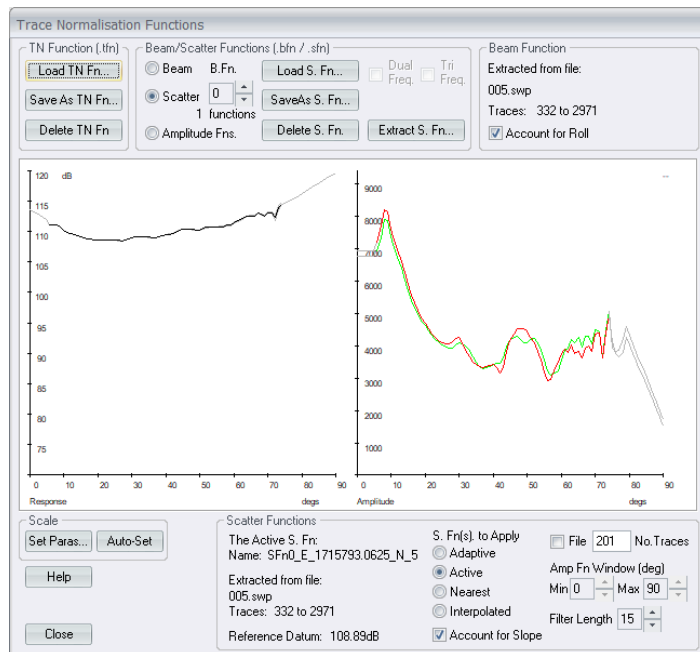 Trace Normalisation Functions
TN Function (.tfn)
Load TN Fn...
Save As TN Fn...
Delete TN Fn
Beam/Scatter Functions (.bfn / .sfn)
Beam B.Fn.
Scatter 0
1 functions
Amplitude Fns.
Load S. Fn...
SaveAs S. Fn...
Delete S. Fn.
Dual Freq.
Tri Freq.
Extract S. Fn...
Beam Function
Extracted from file:
005.swp
Traces: 332 to 2971
Account for Roll
120 dB
115
110
105
100
95
90
85
80
75
0 10 20 30 40 50 60 70 80 90
Response degs
9000
8000
7000
6000
5000
4000
3000
2000
1000
0 10 20 30 40 50 60 70 80 90
Amplitude degs
Scale
Set Paras...
Auto-Set
Help
Close
Scatter Functions
The Active S. Fn:
Name: SFn0_E_1715793.0625_N_5
Extracted from file:
005.swp
Traces: 332 to 2971
Reference Datum: 108.89dB
S. Fn(s). to Apply
Adaptive
Active
Nearest
Interpolated
Account for Slope
File 201 No.Traces
Amp Fn Window (deg)
Min 0 Max 90
Filter Length 15